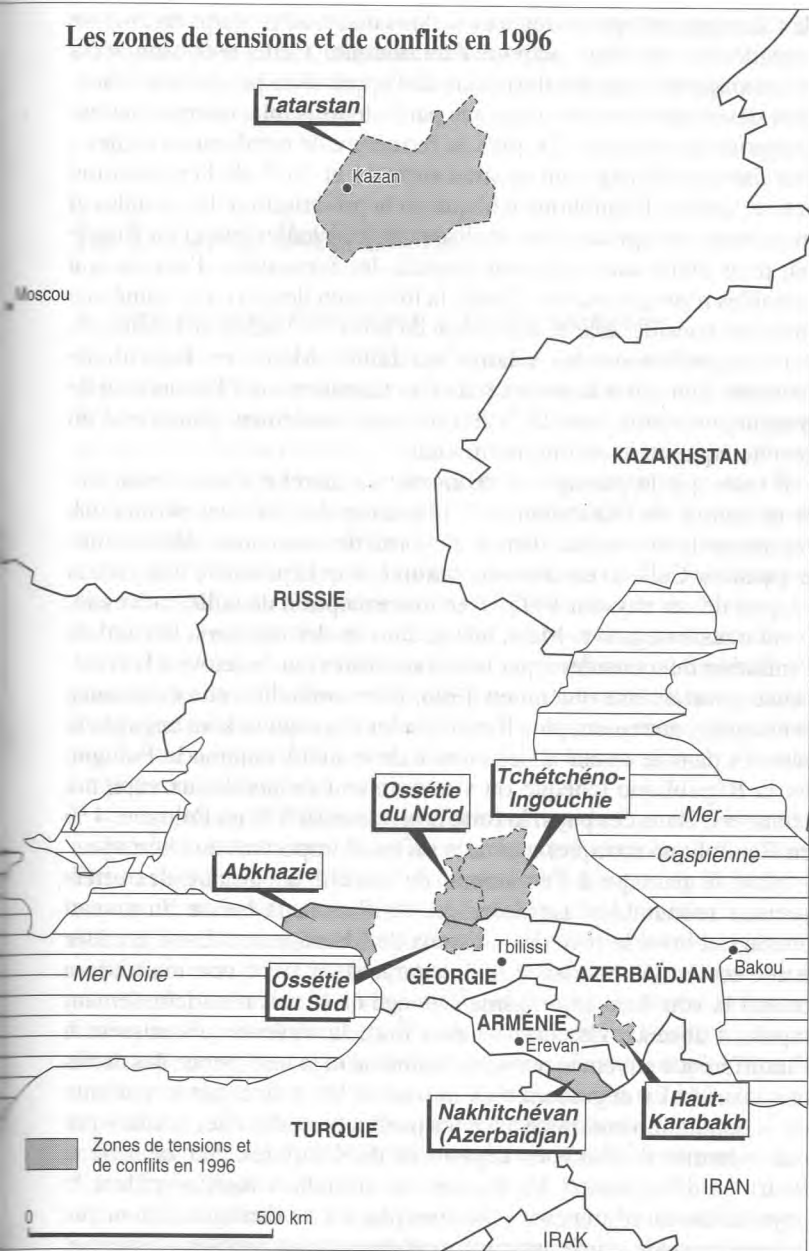 Les zones de tensions et de conflits en 1996
Tatarstan
Kazan
Moscou
KAZAKHSTAN
RUSSIE
Ossétie
du Nord
Tchétchéno-
Ingouchie
Mer
Caspienne
Abkhazie
Mer Noire
Ossétie
du Sud
Tbilissi
GÉORGIE
AZERBAÏDJAN
Bakou
ARMÉNIE
Erevan
Nakhitchévan
(Azerbaïdjan)
Haut-
Karabakh
TURQUIE
Zones de tensions et
de conflits en 1996
IRAN
0
500 km
IRAK